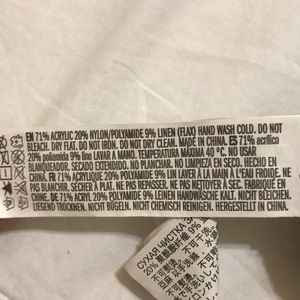 EN 71% ACRYLIC 20% NYLON/POLYAMIDE 9% LINEN (FLAX) HAND WASH COLD. DO NOT
BLEACH. DRY FLAT. DO NOT IRON. DO NOT DRY CLEAN. MADE IN CHINA. ES 71% acrílico
20% poliamida 9% lino LAVAR A MANO. TEMPERATURA MÁXIMA 40 °C. NO USAR
BLANQUEADOR. SECADO EXTENDIDO. NO PLANCHAR. NO LIMPIEZA EN SECO. HECHO EN
CHINA. FR 71% ACRYLIQUE 20% POLYAMIDE 9% LIN LAVER À LA MAIN À L'EAU FROIDE. NE
PAS BLANCHIR. SÉCHER À PLAT. NE PAS REPASSER. NE PAS NETTOYER À SEC. FABRIQUÉ EN
CHINE. DE 71% ACRYL 20% POLYAMID 9% LEINEN HANDWÄSCHE KALT. NICHT BLEICHEN.
LIEGEND TROCKNEN. NICHT BÜGELN. NICHT CHEMISCH REINIGEN. HERGESTELLT IN CHINA.
СУХАЯ ЧИСТКА